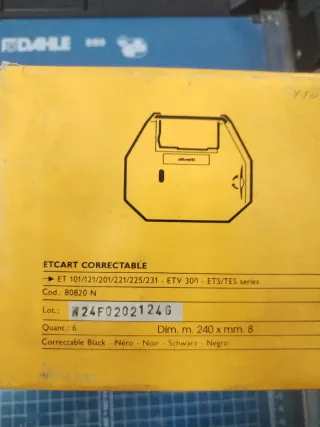 DAHLE
olivetti
ETCART CORRECTABLE
→ ET 101/121/201/221/225/231 - ETV 300 - ETS/TES series
Cod.: 80820 N
Lot.: W24F0202124G
Quant.: 6 Dim. m. 240 x mm. 8
Correctable Black - Nero - Noir - Schwarz - Negro